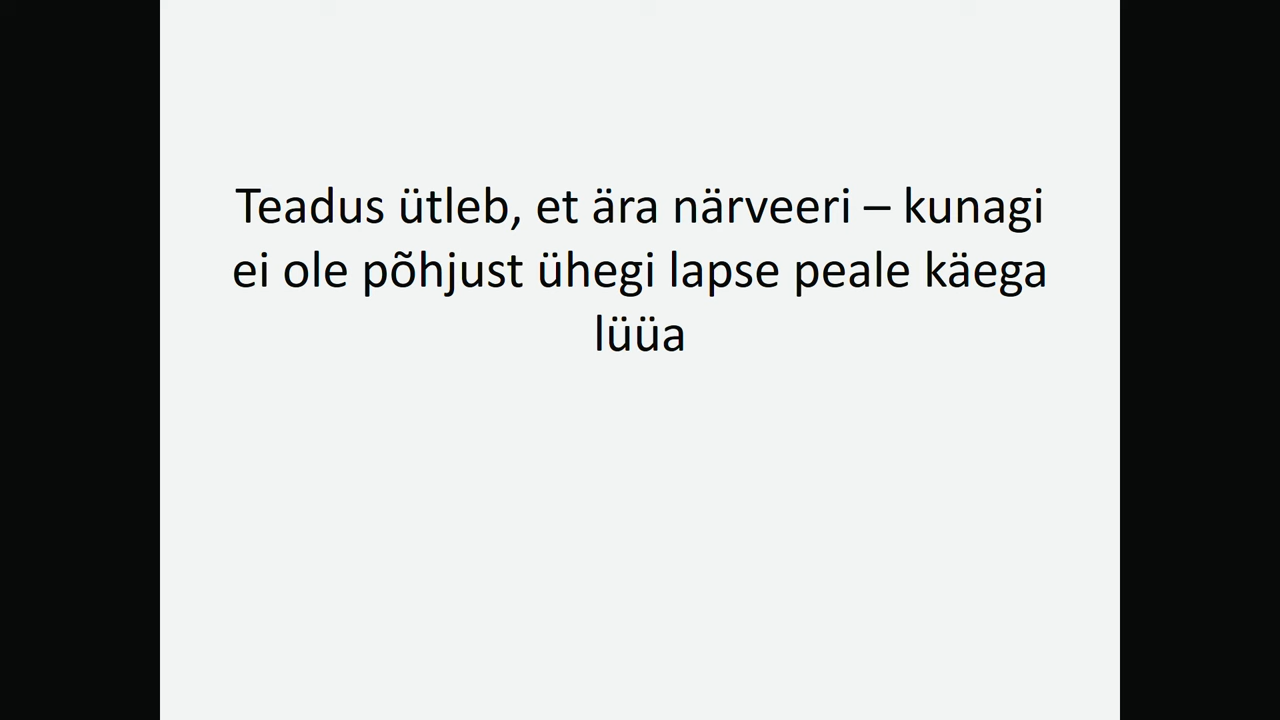 Teadus ütleb, et ära närveeri – kunagi
ei ole põhjust ühegi lapse peale käega
lüüa